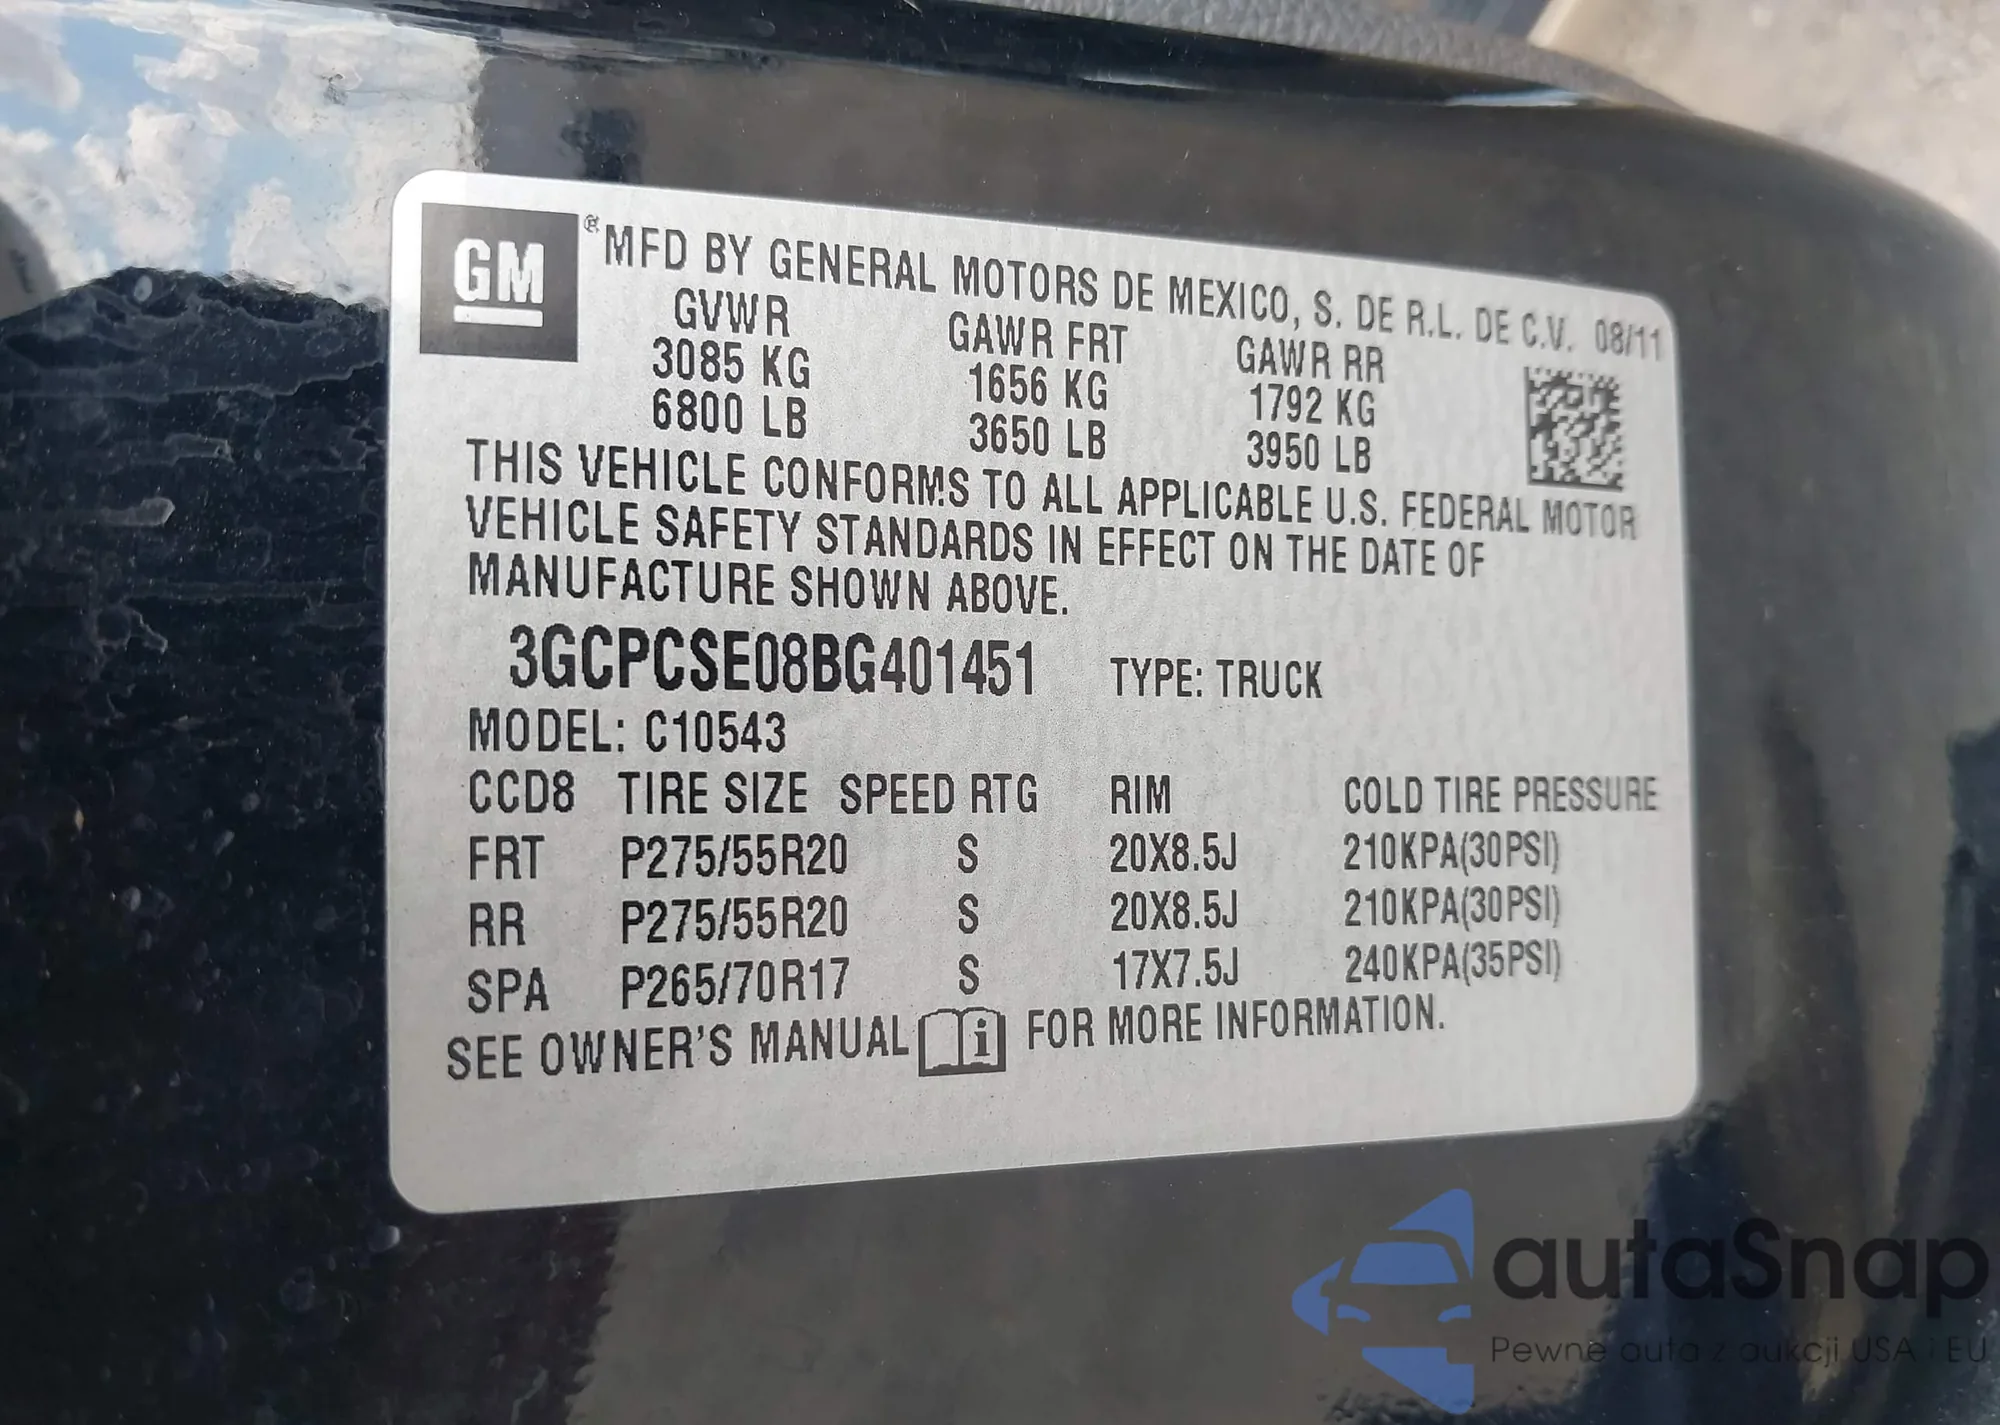 GM ® MFD BY GENERAL MOTORS DE MEXICO, S. DE R.L. DE C.V. 08/11
GVWR GAWR FRT GAWR RR
3085 KG 1656 KG 1792 KG
6800 LB 3650 LB 3950 LB
THIS VEHICLE CONFORMS TO ALL APPLICABLE U.S. FEDERAL MOTOR
VEHICLE SAFETY STANDARDS IN EFFECT ON THE DATE OF
MANUFACTURE SHOWN ABOVE.
3GCPCSE08BG401451 TYPE: TRUCK
MODEL: C10543
CCD8 TIRE SIZE SPEED RTG RIM COLD TIRE PRESSURE
FRT P275/55R20 S 20X8.5J 210KPA(30PSI)
RR P275/55R20 S 20X8.5J 210KPA(30PSI)
SPA P265/70R17 S 17X7.5J 240KPA(35PSI)
SEE OWNER'S MANUAL i FOR MORE INFORMATION.
autaSnap
Pewne auta z aukcji USA i EU